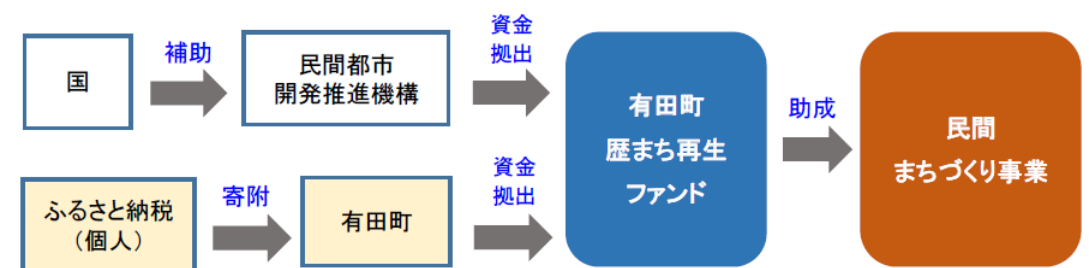 国
補助
民間都市
開発推進機構
資金
拠出
ふるさと納税
（個人）
寄附
有田町
資金
拠出
有田町
歴まち再生
ファンド
助成
民間
まちづくり事業